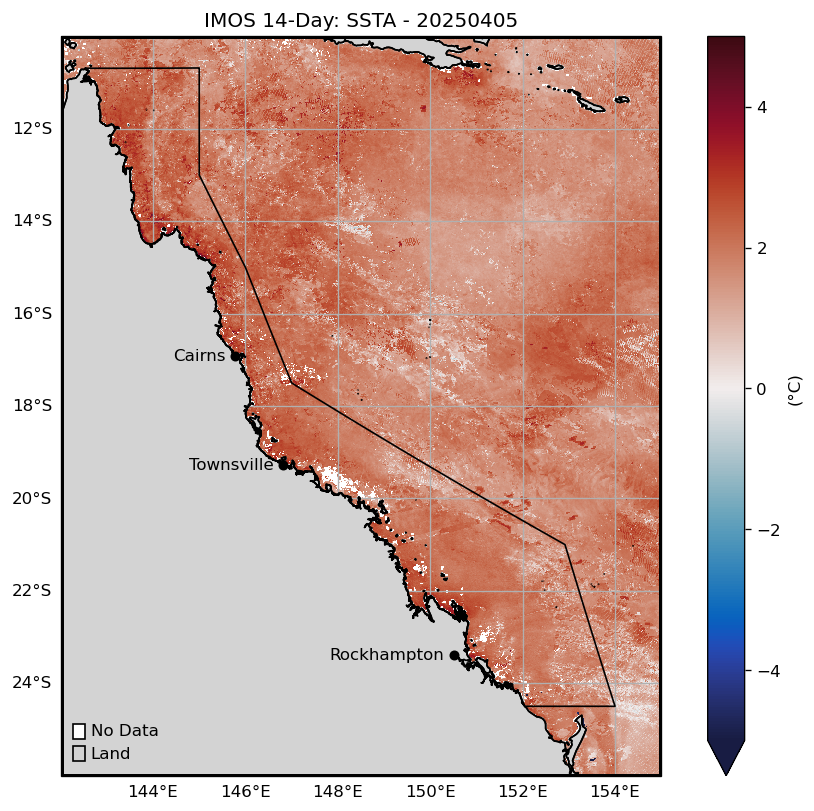 IMOS 14-Day: SSTA - 20250405
12°S
14°S
16°S
18°S
20°S
22°S
24°S
Cairns
Townsville
Rockhampton
No Data
Land
144°E 146°E 148°E 150°E 152°E 154°E
4
2
0
−2
−4
(°C)